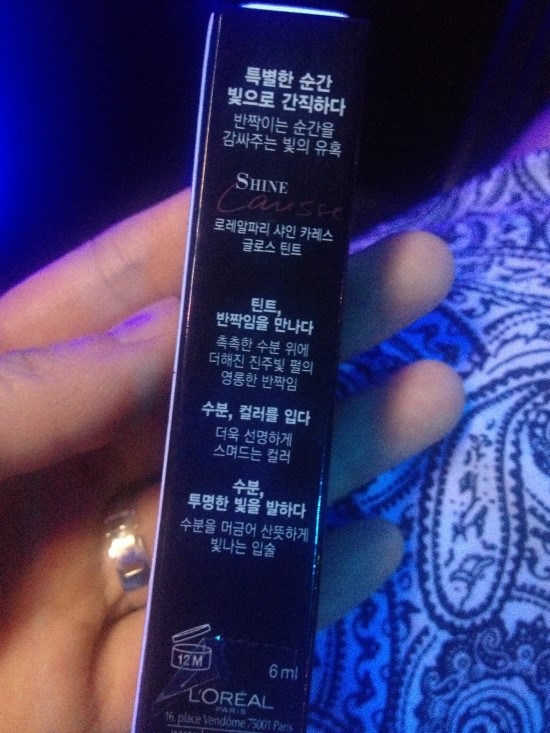 특별한 순간
빛으로 간직하다
반짝이는 순간을
감싸주는 빛의 유혹
SHINE
Caresse
로레알파리 샤인 카레스
글로스 틴트
틴트,
반짝임을 만나다
촉촉한 수분 위에
더해진 진주빛 펄의
영롱한 반짝임
수분, 컬러를 입다
더욱 선명하게
스며드는 컬러
수분,
투명한 빛을 발하다
수분을 머금어 산뜻하게
빛나는 입술
12 M
6 ml
L'ORÉAL
PARIS
16, place Vendôme 75001 Paris